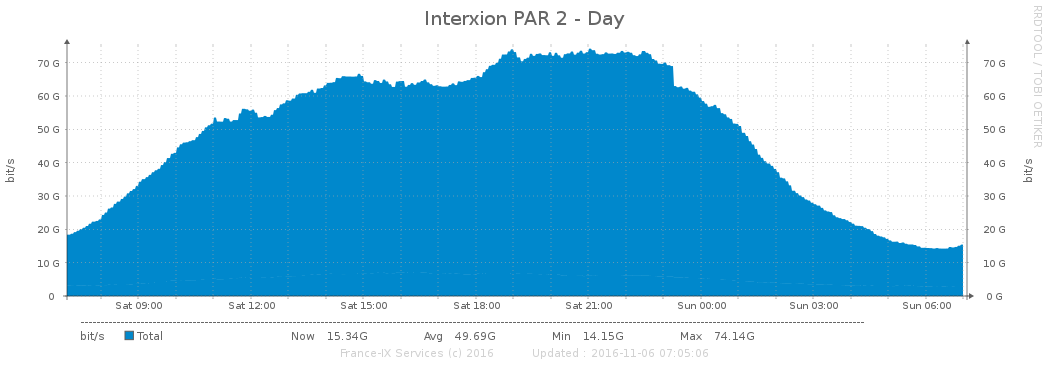 Interxion PAR 2 - Day
RRDTOOL / TOBI OETIKER
bit/s
70 G 70 G
60 G 60 G
50 G 50 G
40 G 40 G
30 G 30 G
20 G 20 G
10 G 10 G
0 0 G
bit/s
Sat 09:00 Sat 12:00 Sat 15:00 Sat 18:00 Sat 21:00 Sun 00:00 Sun 03:00 Sun 06:00
bit/s Total Now 15.34G Avg 49.69G Min 14.15G Max 74.14G
France-IX Services (c) 2016 Updated : 2016-11-06 07:05:06